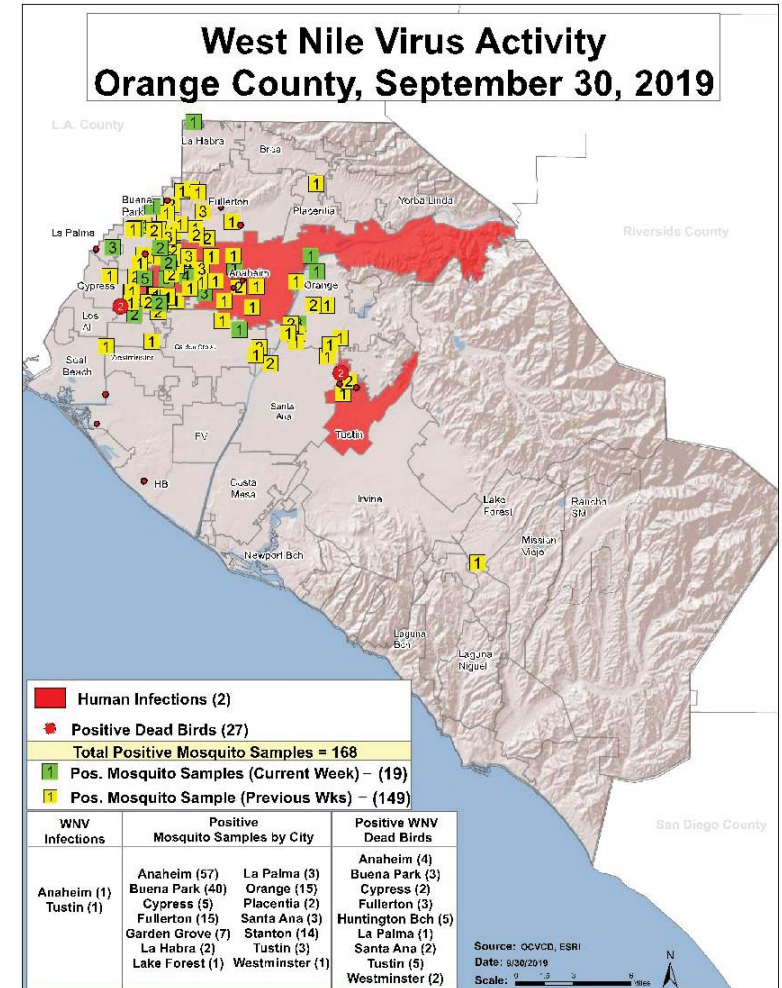 West Nile Virus Activity
Orange County, September 30, 2019
L.A. County
La Habra
Brea
Buena
Park
Fullerton
Placentia
Yorba Linda
La Palma
Riverside County
Anaheim
Cypress
Orange
Los
Al
Westminster
Seal
Beach
Santa
Ana
Tustin
FV
HB
Costa
Mesa
Irvine
Lake
Forest
Rancho
SM
Mission
Viejo
Newport Bch
Laguna
Bch
Laguna
Niguel
San Diego County
Human Infections (2)
Positive Dead Birds (27)
Total Positive Mosquito Samples = 168
1 Pos. Mosquito Samples (Current Week) – (19)
1 Pos. Mosquito Sample (Previous Wks) – (149)
WNV
Infections
Anaheim (1)
Tustin (1)
Positive
Mosquito Samples by City
Anaheim (57) La Palma (3)
Buena Park (40) Orange (15)
Cypress (5) Placentia (2)
Fullerton (15) Santa Ana (3)
Garden Grove (7) Stanton (14)
La Habra (2) Tustin (3)
Lake Forest (1) Westminster (1)
Positive WNV
Dead Birds
Anaheim (4)
Buena Park (3)
Cypress (2)
Fullerton (3)
Huntington Bch (5)
La Palma (1)
Santa Ana (2)
Tustin (5)
Westminster (2)
Source: OCVCD, ESRI
Date: 9/30/2019
Scale: 0 1.5 3 6 Miles
N